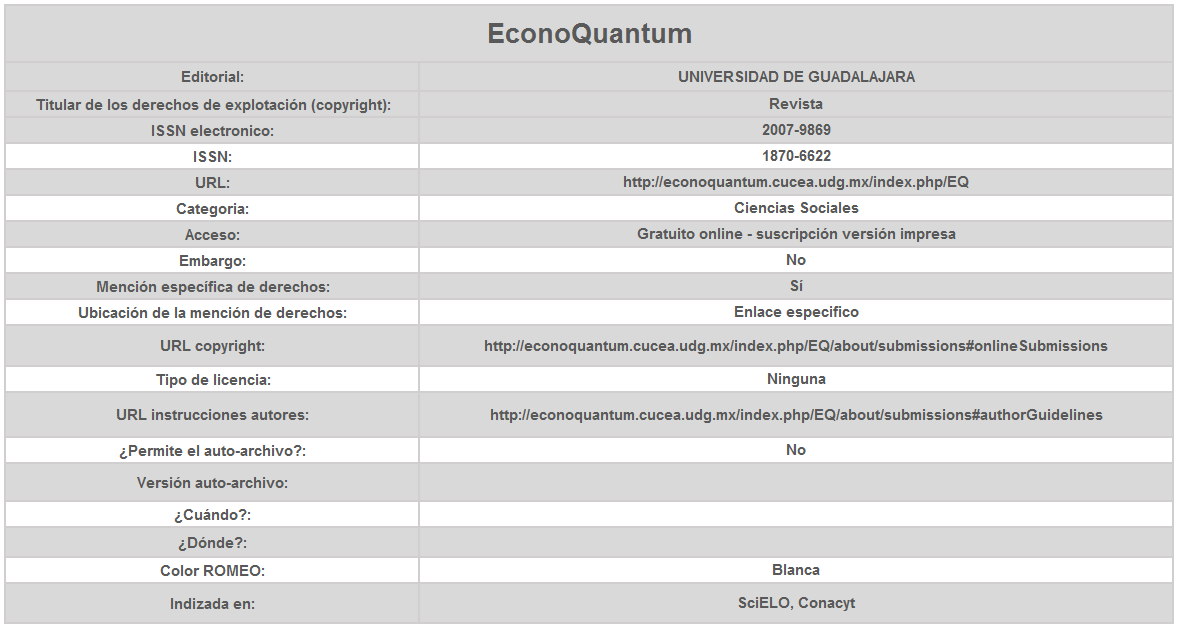 EconoQuantum
Editorial: UNIVERSIDAD DE GUADALAJARA
Titular de los derechos de explotación (copyright): Revista
ISSN electronico: 2007-9869
ISSN: 1870-6622
URL: http://econoquantum.cucea.udg.mx/index.php/EQ
Categoria: Ciencias Sociales
Acceso: Gratuito online - suscripción versión impresa
Embargo: No
Mención específica de derechos: Sí
Ubicación de la mención de derechos: Enlace especifico
URL copyright: http://econoquantum.cucea.udg.mx/index.php/EQ/about/submissions#onlineSubmissions
Tipo de licencia: Ninguna
URL instrucciones autores: http://econoquantum.cucea.udg.mx/index.php/EQ/about/submissions#authorGuidelines
¿Permite el auto-archivo?: No
Versión auto-archivo:
¿Cuándo?:
¿Dónde?:
Color ROMEO: Blanca
Indizada en: SciELO, Conacyt